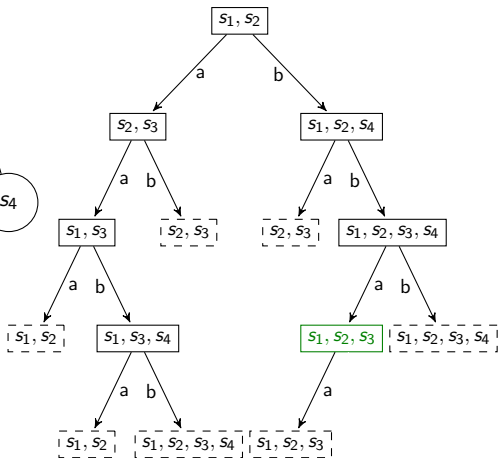 s₁, s₂
a b
s₂, s₃ s₁, s₂, s₄
a b a b
s₄
s₁, s₃ s₂, s₃ s₂, s₃ s₁, s₂, s₃, s₄
a b a b
s₁, s₂ s₁, s₃, s₄ s₁, s₂, s₃ s₁, s₂, s₃, s₄
a b a
s₁, s₂ s₁, s₂, s₃, s₄ s₁, s₂, s₃